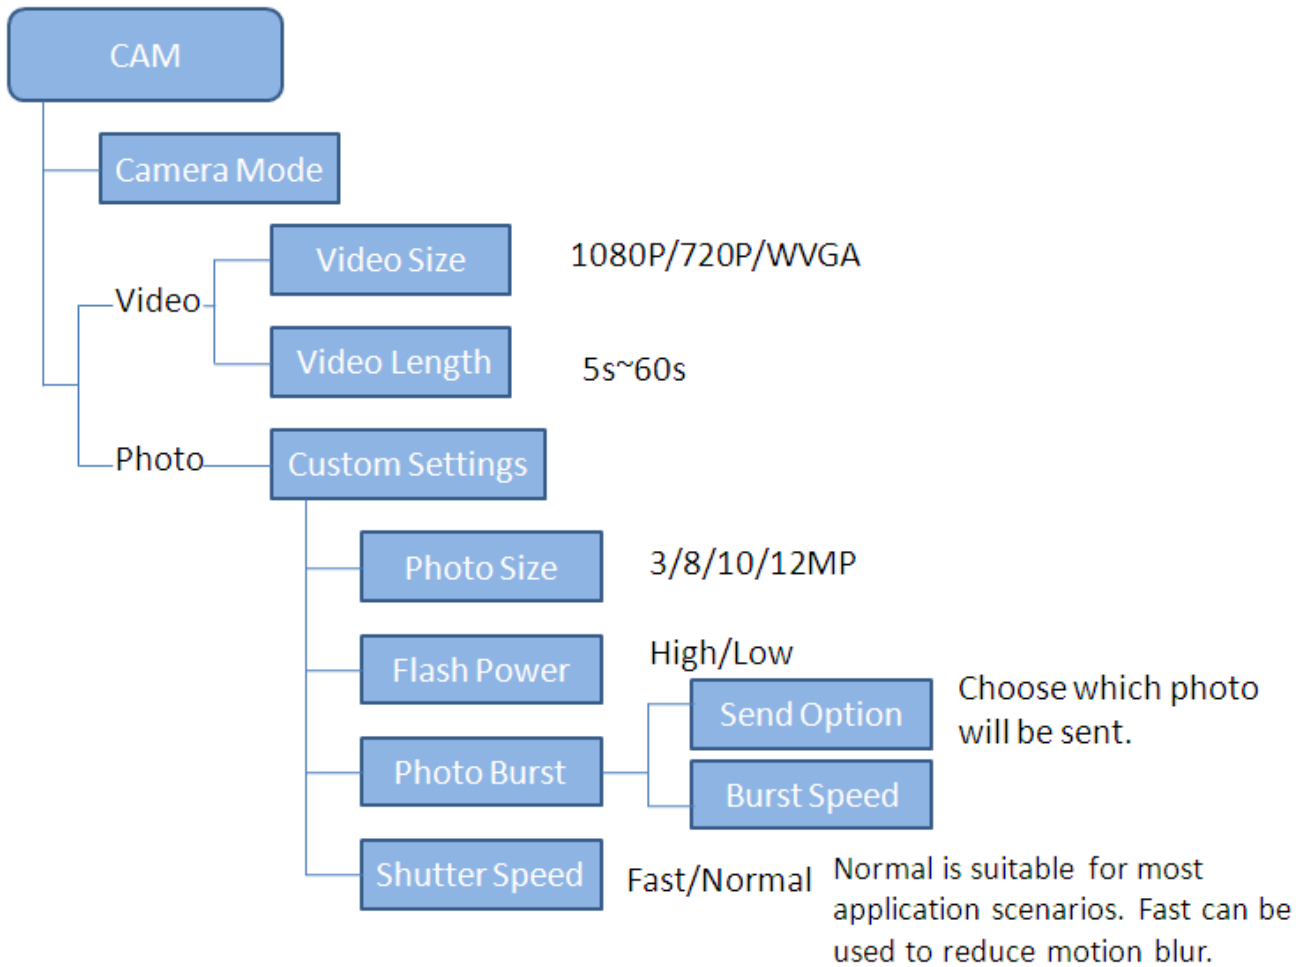 CAM
Camera Mode
Video
Video Size
1080P/720P/WVGA
Video Length
5s~60s
Photo
Custom Settings
Photo Size
3/8/10/12MP
Flash Power
High/Low
Photo Burst
Send Option
Choose which photo
will be sent.
Burst Speed
Shutter Speed
Fast/Normal
Normal is suitable for most
application scenarios. Fast can be
used to reduce motion blur.